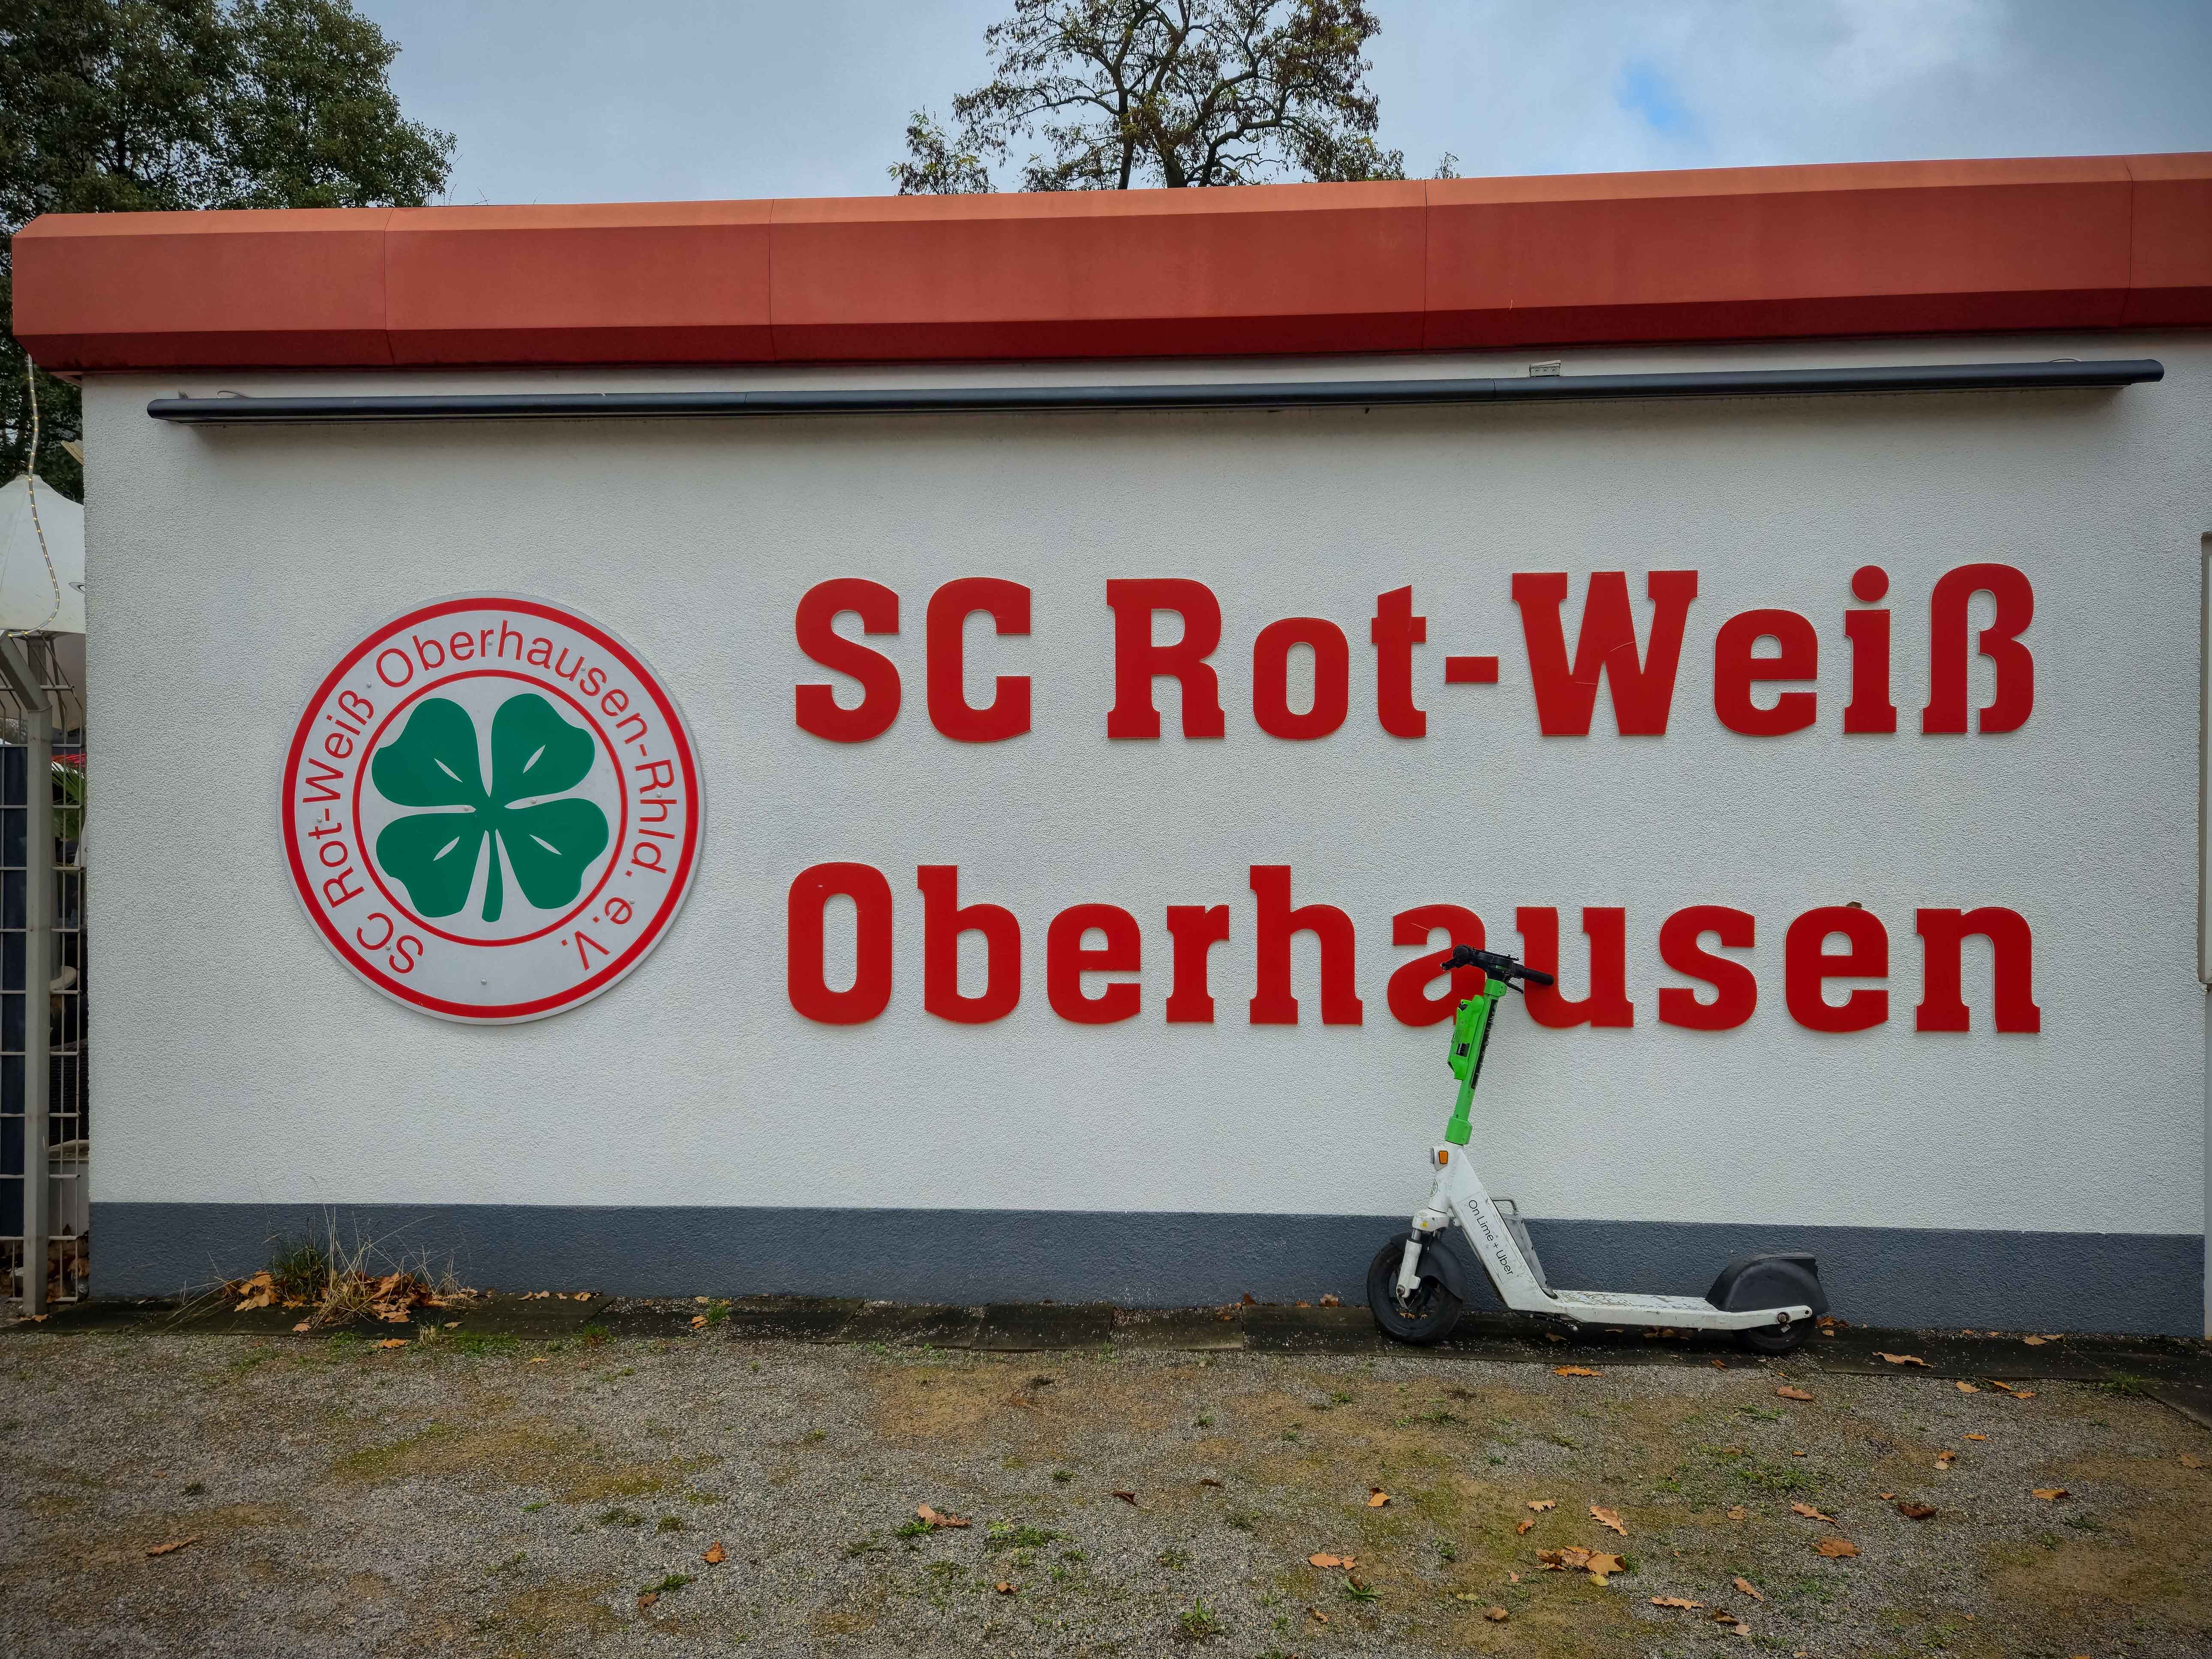 SC Rot-Weiß Oberhausen-Rhld. e.V.
SC Rot-Weiß
Oberhausen
On Lime + Uber